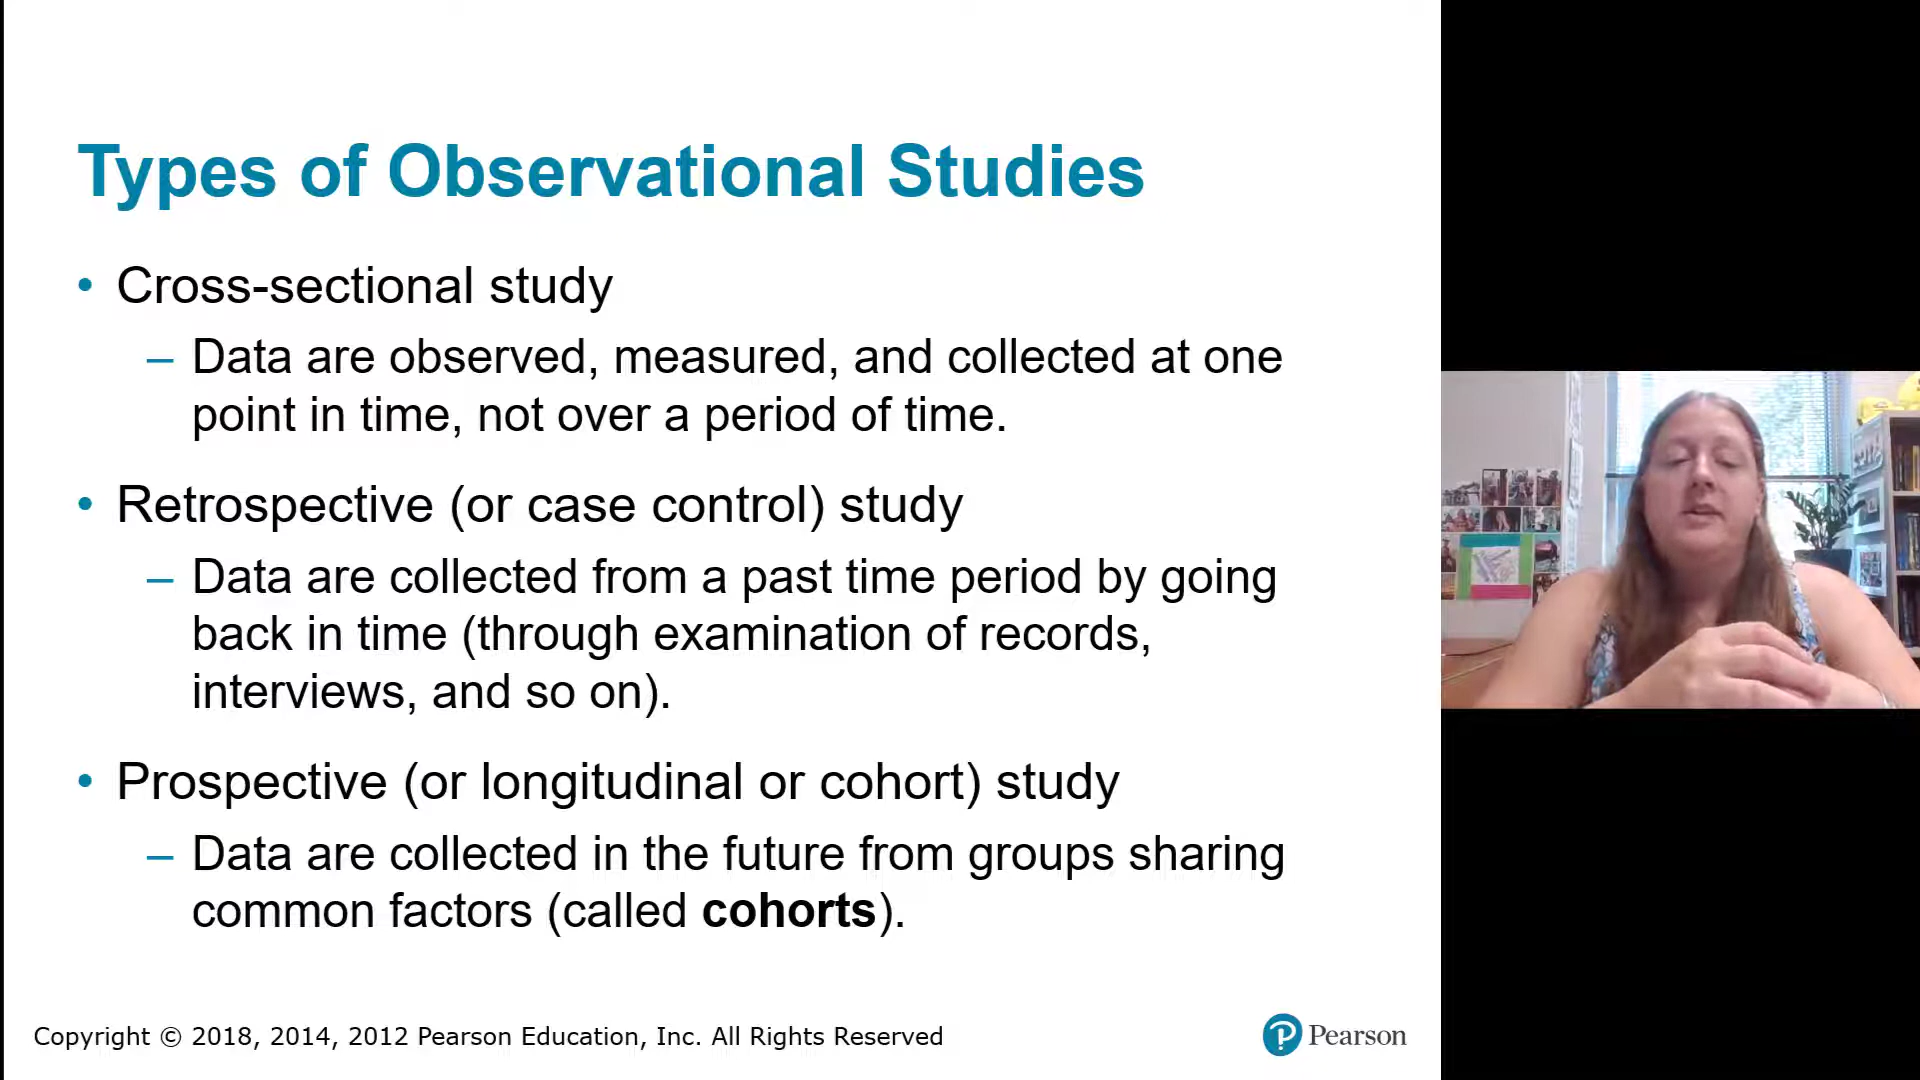 Types of Observational Studies
• Cross-sectional study
– Data are observed, measured, and collected at one
point in time, not over a period of time.
• Retrospective (or case control) study
– Data are collected from a past time period by going
back in time (through examination of records,
interviews, and so on).
• Prospective (or longitudinal or cohort) study
– Data are collected in the future from groups sharing
common factors (called cohorts).
Copyright © 2018, 2014, 2012 Pearson Education, Inc. All Rights Reserved
Pearson